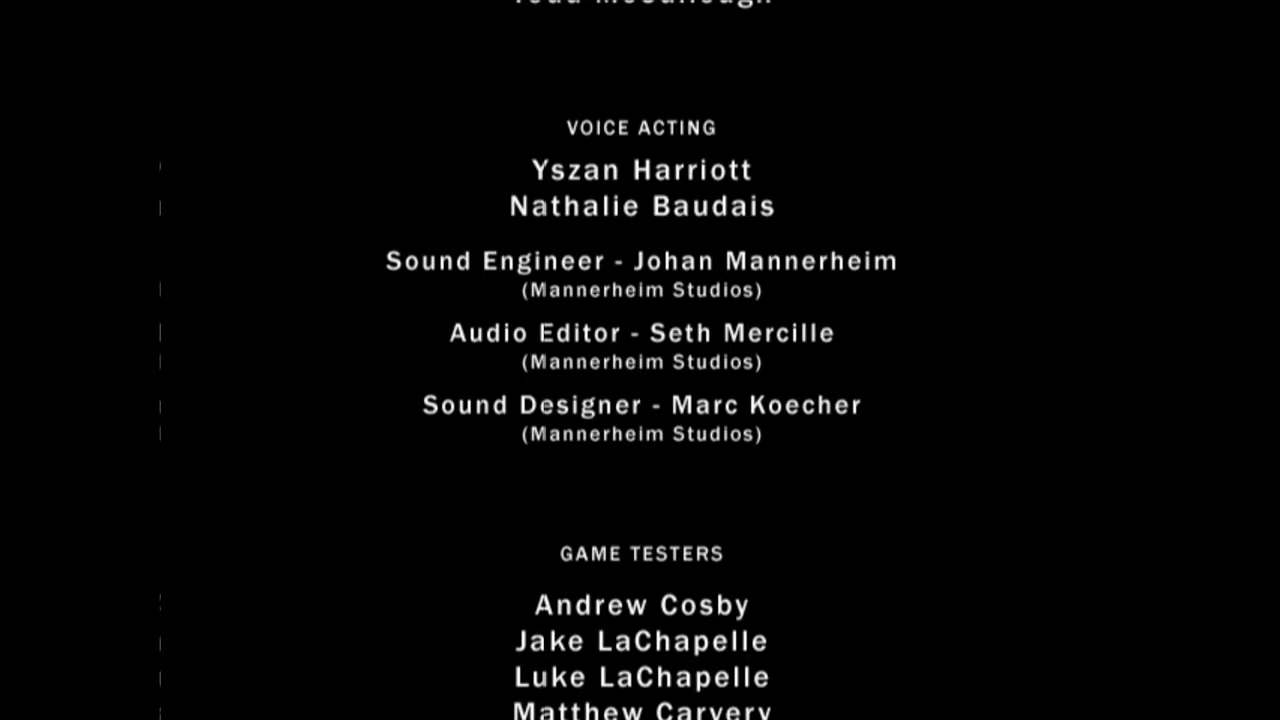 VOICE ACTING
Yszan Harriott
Nathalie Baudais
Sound Engineer - Johan Mannerheim
(Mannerheim Studios)
Audio Editor - Seth Mercille
(Mannerheim Studios)
Sound Designer - Marc Koecher
(Mannerheim Studios)
GAME TESTERS
Andrew Cosby
Jake LaChapelle
Luke LaChapelle
Matthew Carvery